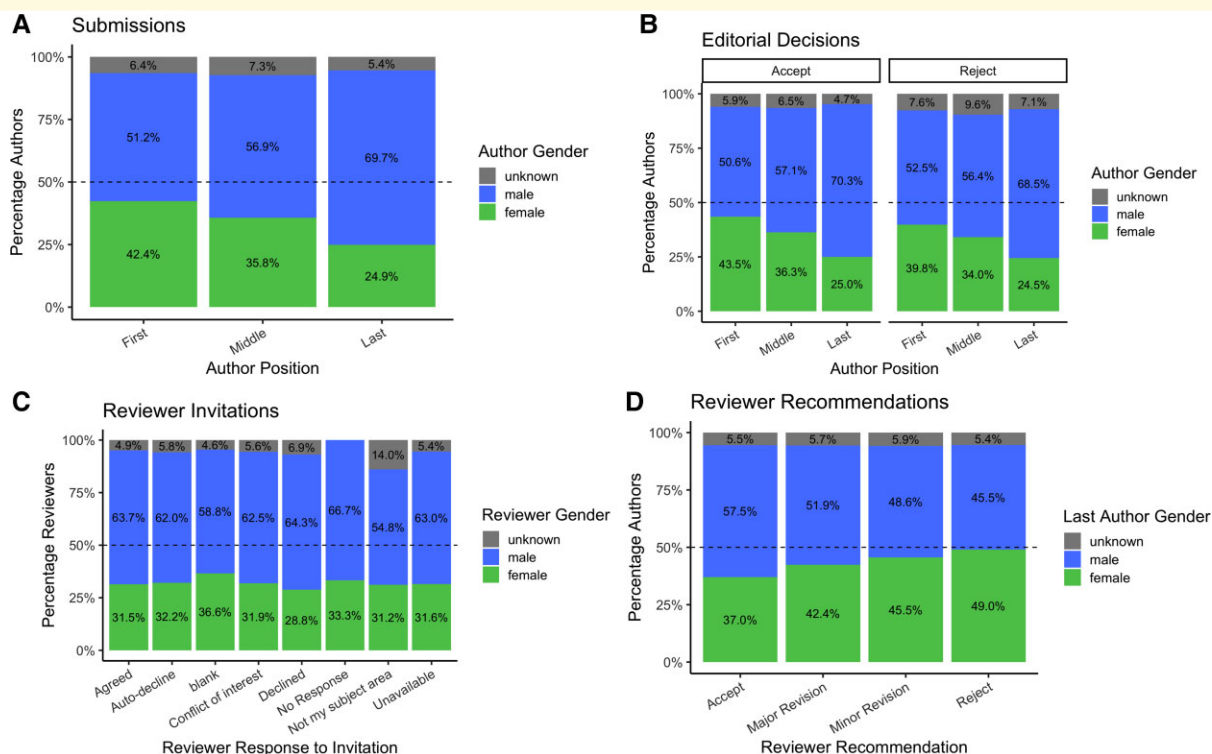 A
Submissions
Percentage Authors
100%
75%
50%
25%
0%
6.4%
7.3%
5.4%
51.2%
56.9%
69.7%
42.4%
35.8%
24.9%
First
Middle
Last
Author Position
Author Gender
unknown
male
female
B
Editorial Decisions
Accept
Reject
Percentage Authors
100%
75%
50%
25%
0%
5.9%
6.5%
4.7%
7.6%
9.6%
7.1%
50.6%
57.1%
70.3%
52.5%
56.4%
68.5%
43.5%
36.3%
25.0%
39.8%
34.0%
24.5%
First
Middle
Last
First
Middle
Last
Author Position
Author Gender
unknown
male
female
C
Reviewer Invitations
Percentage Reviewers
100%
75%
50%
25%
0%
4.9%
5.8%
4.6%
5.6%
6.9%
14.0%
5.4%
63.7%
62.0%
58.8%
62.5%
64.3%
66.7%
54.8%
63.0%
31.5%
32.2%
36.6%
31.9%
28.8%
33.3%
31.2%
31.6%
Agreed
Auto-decline
blank
Conflict of interest
Declined
No Response
Not my subject area
Unavailable
Reviewer Response to Invitation
Reviewer Gender
unknown
male
female
D
Reviewer Recommendations
Percentage Authors
100%
75%
50%
25%
0%
5.5%
5.7%
5.9%
5.4%
57.5%
51.9%
48.6%
45.5%
37.0%
42.4%
45.5%
49.0%
Accept
Major Revision
Minor Revision
Reject
Reviewer Recommendation
Last Author Gender
unknown
male
female